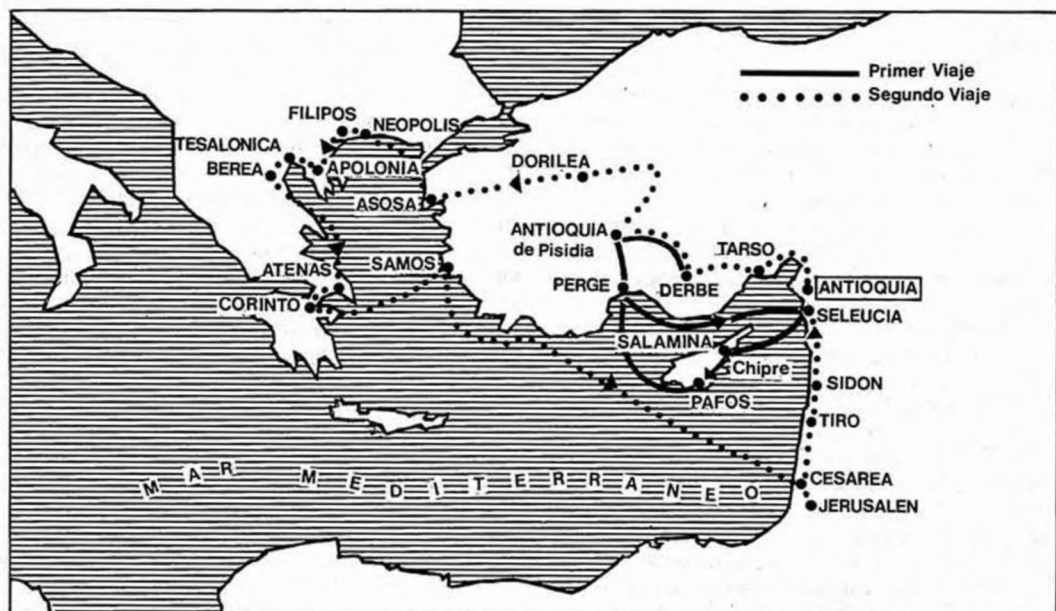 Primer Viaje
Segundo Viaje
FILIPOS
NEOPOLIS
TESALONICA
BEREA
APOLONIA
DORILEA
ASOSA
ANTIOQUIA
de Pisidia
TARSO
ATENAS
SAMOS
PERGE
DERBE
ANTIOQUIA
CORINTO
SELEUCIA
SALAMINA
Chipre
PAFOS
SIDON
TIRO
MAR MEDITERRANEO
CESAREA
JERUSALEN